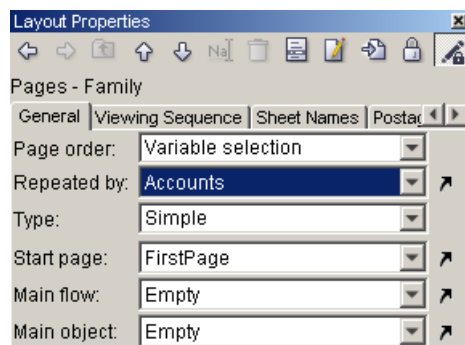 Layout Properties
Pages - Family
General Viewing Sequence Sheet Names
Page order: Variable selection
Repeated by: Accounts
Type: Simple
Start page: FirstPage
Main flow: Empty
Main object: Empty